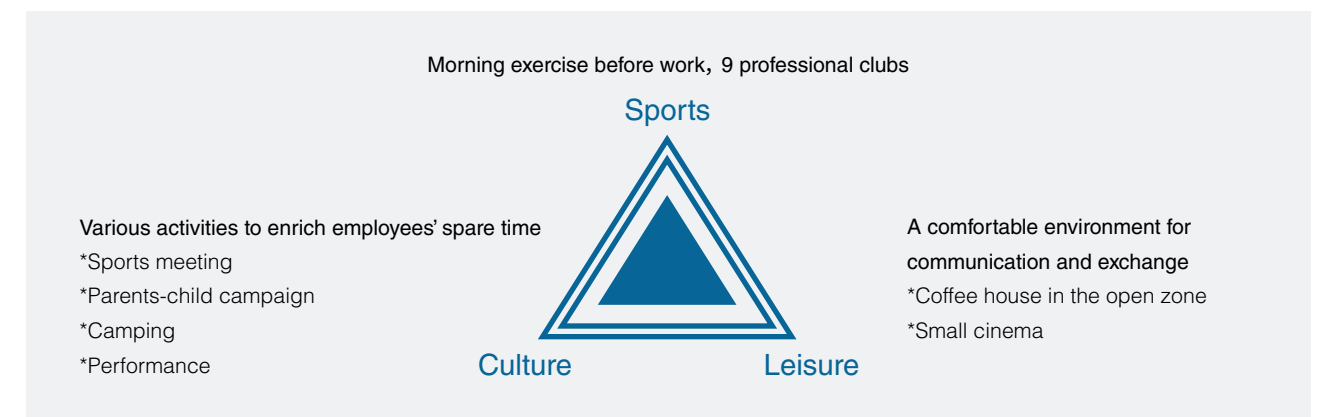 Morning exercise before work, 9 professional clubs
Sports
Various activities to enrich employees' spare time
*Sports meeting
*Parents-child campaign
*Camping
*Performance
A comfortable environment for
communication and exchange
*Coffee house in the open zone
*Small cinema
Culture
Leisure